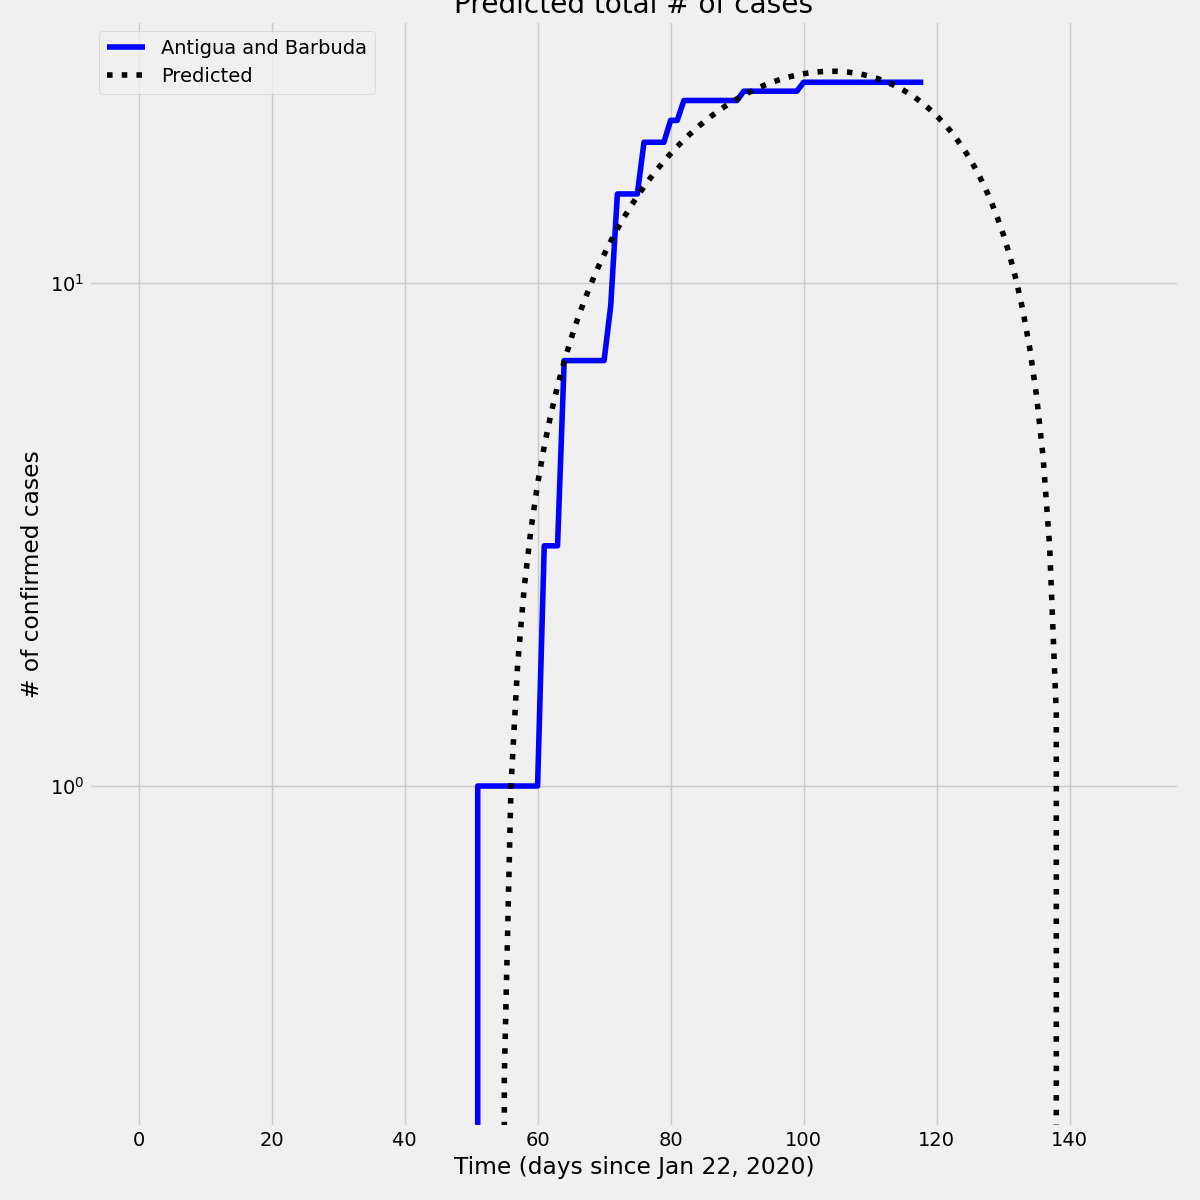 Predicted total # of cases
Antigua and Barbuda
Predicted
# of confirmed cases
10¹
10⁰
0 20 40 60 80 100 120 140
Time (days since Jan 22, 2020)